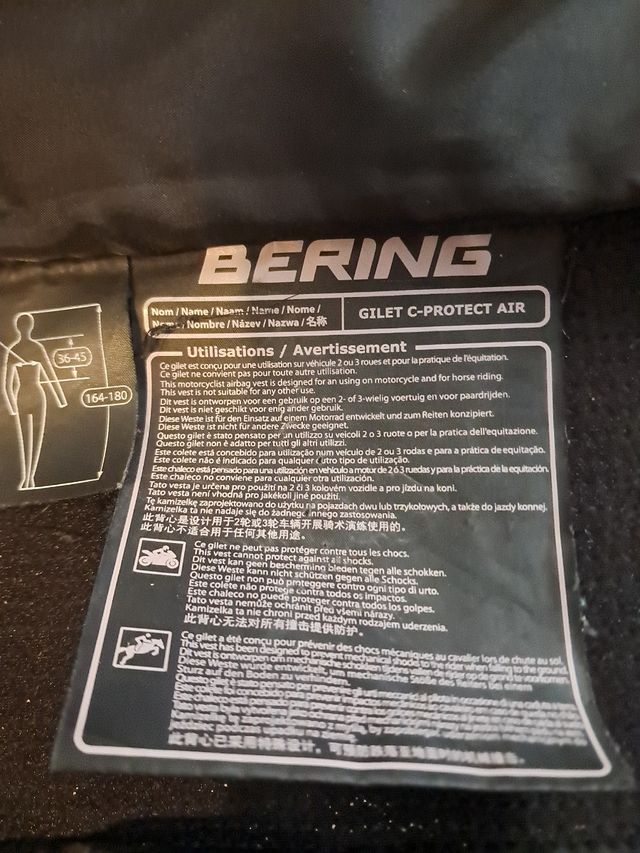 BERING
Nom / Name / Naam / Name / Nome /
Nombre / Název / Nazwa / 名称
GILET C-PROTECT AIR
36-45
164-180
Utilisations / Avertissement
Ce gilet est conçu pour une utilisation sur véhicule 2 ou 3 roues et pour la pratique de l'équitation.
Ce gilet ne convient pas pour toute autre utilisation.
This motorcyclist airbag vest is designed for an using on motorcycle and for horse riding.
This vest is not suitable for any other use.
Dit vest is ontworpen voor een gebruik op een 2- of 3-wielig voertuig en voor paardrijden.
Dit vest is niet geschikt voor enig ander gebruik.
Diese Weste ist für den Einsatz auf einem Motorrad entwickelt und zum Reiten konzipiert.
Diese Weste ist nicht für andere Zwecke geeignet.
Questo gilet è stato pensato per un utilizzo su veicoli 2 o 3 ruote o per la pratica dell'equitazione.
Questo gilet non è adatto per tutti gli altri utilizzi.
Este colete está concebido para utilização num veículo de 2 ou 3 rodas e para a prática de equitação.
Este colete não é indicado para qualquer outro tipo de utilização.
Este chaleco está pensado para una utilización en vehículo a motor de 2 ó 3 ruedas y para la práctica de la equitación.
Este chaleco no conviene para cualquier otra utilización.
Tato vesta je určena pro použití na 2 či 3 kolovém vozidle a pro jízdu na koni.
Tato vesta není vhodná pro jakékoli jiné použití.
Tę kamizelkę zaprojektowano do użytku na pojazdach dwu lub trzykołowych, a także do jazdy konnej.
Kamizelka ta nie nadaje się do żadnego innego zastosowania.
此背心是设计用于2轮或3轮车辆开展骑术演练使用的。
此背心不适用于任何其他用途。
Ce gilet ne peut pas protéger contre tous les chocs.
This vest cannot protect against all shocks.
Dit vest kan geen bescherming bieden tegen alle schokken.
Diese Weste kann nicht schützen gegen alle Schocks.
Questo gilet non può proteggere contro ogni tipo di urto.
Este colete não protege contra todos os impactos.
Este chaleco no puede proteger contra todos los golpes.
Tato vesta nemůže ochránit před všemi nárazy.
Kamizelka ta nie chroni przed każdym rodzajem uderzenia.
此背心无法对所有撞击提供防护。
Ce gilet a été conçu pour prévenir des chocs mécaniques au cavalier lors de chute au sol.
This vest has been designed to prevent mechanical shocks to the rider
Dit vest is ontworpen om mechanische schokken
Diese Weste wurde entwickelt, um mechanische Stöße des Reiters bei einem
Sturz auf den Boden zu verhindern.